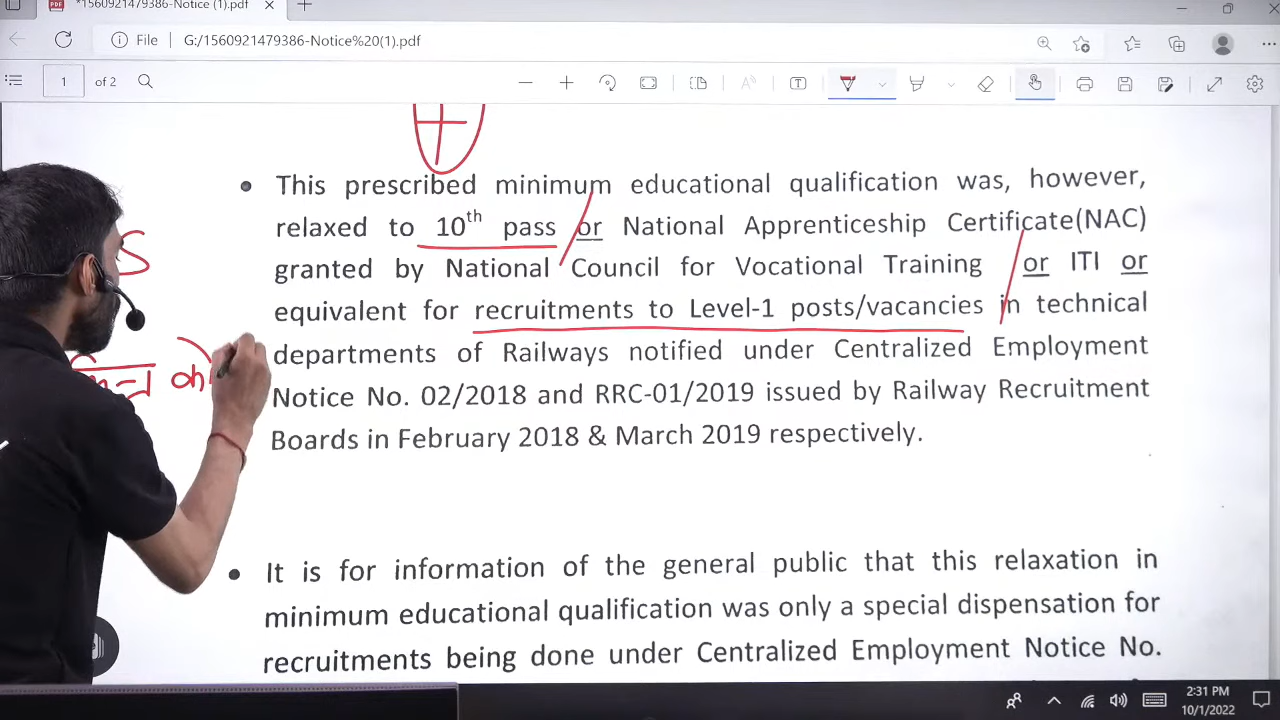 *1560921479386-Notice (1).pdf
File G:/1560921479386-Notice%20(1).pdf
1 of 2
This prescribed minimum educational qualification was, however,
relaxed to 10th pass or National Apprenticeship Certificate(NAC)
granted by National Council for Vocational Training or ITI or
equivalent for recruitments to Level-1 posts/vacancies in technical
departments of Railways notified under Centralized Employment
Notice No. 02/2018 and RRC-01/2019 issued by Railway Recruitment
Boards in February 2018 & March 2019 respectively.
It is for information of the general public that this relaxation in
minimum educational qualification was only a special dispensation for
recruitments being done under Centralized Employment Notice No.
2:31 PM
10/1/2022